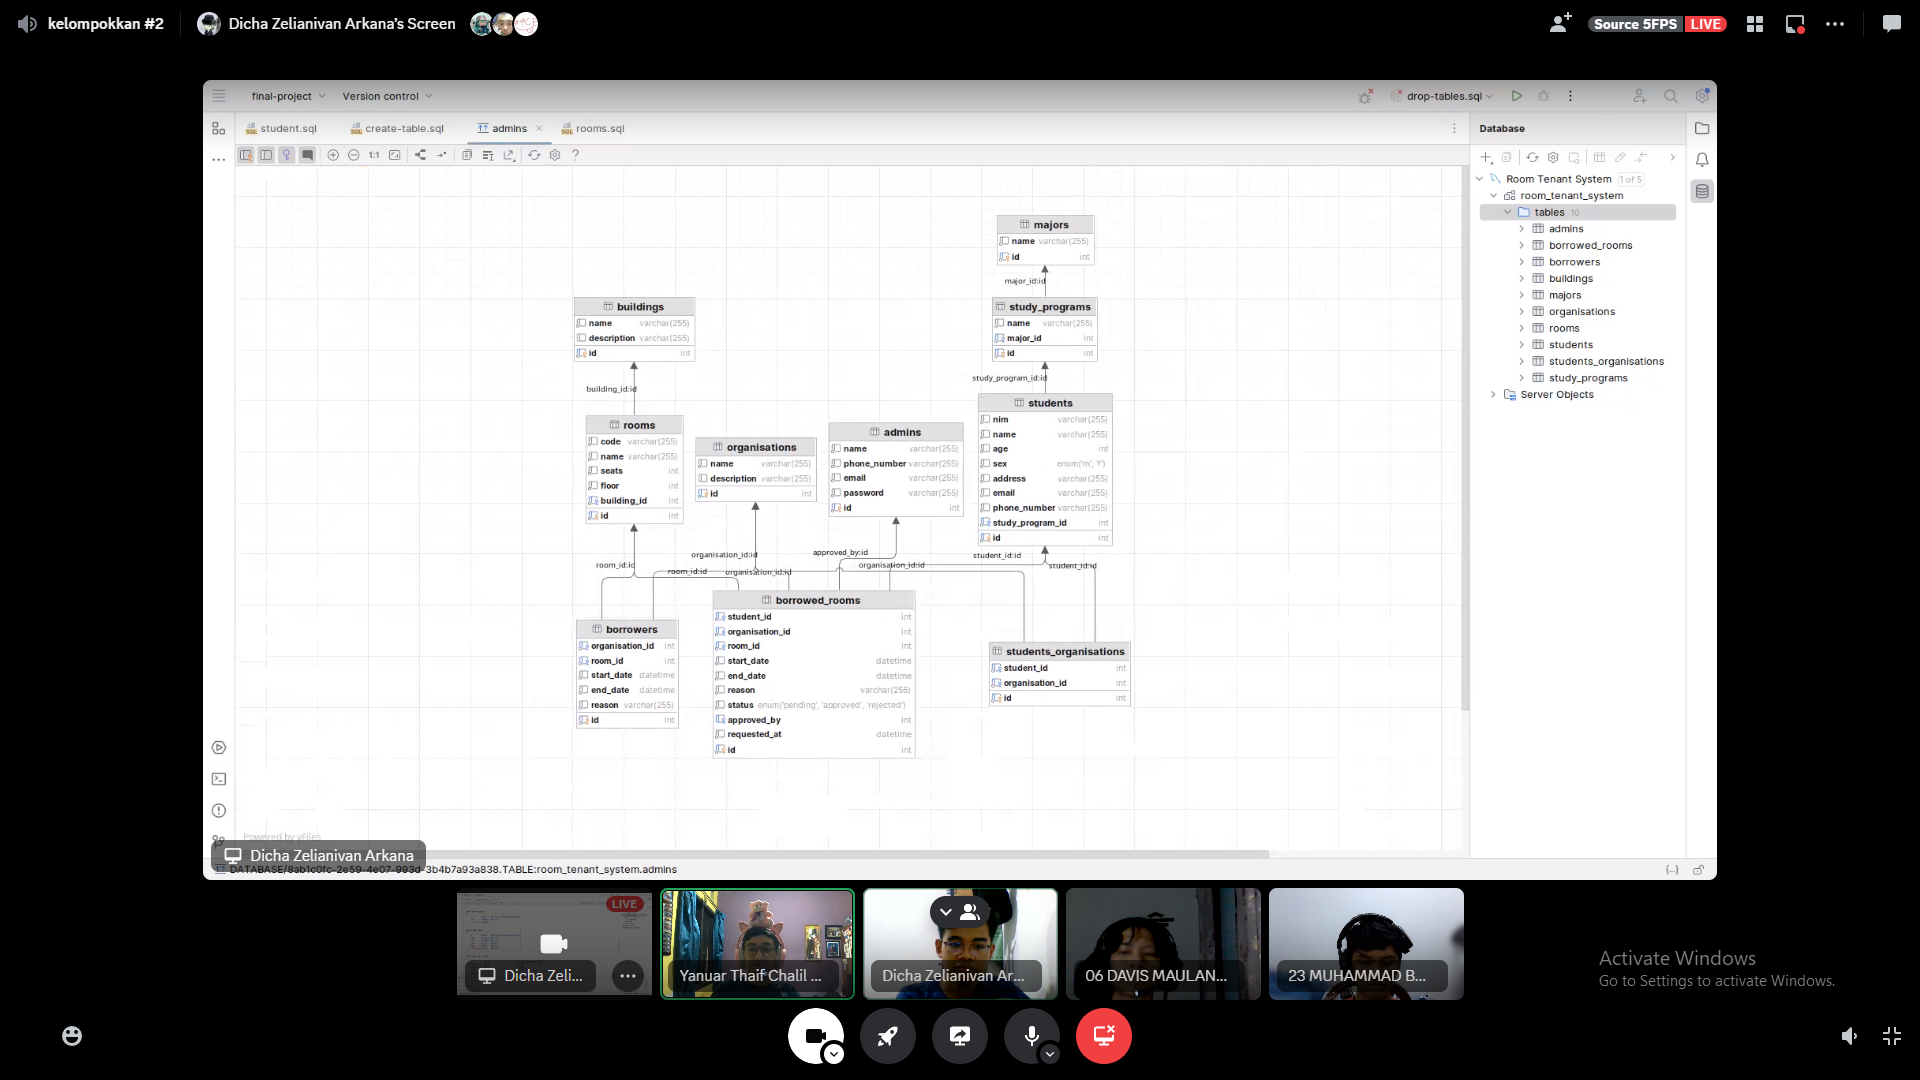 kelompokkan #2
Dicha Zelianivan Arkana's Screen
Source 5FPS LIVE
final-project
Version control
drop-tables.sql
student.sql
create-table.sql
admins
rooms.sql
Database
1:1
?
Room Tenant System 1 of 5
room_tenant_system
tables 10
admins
borrowed_rooms
borrowers
buildings
majors
organisations
rooms
students
students_organisations
study_programs
Server Objects
majors
name varchar(255)
id int
major_id:id
buildings
name varchar(255)
description varchar(255)
id int
study_programs
name varchar(255)
major_id int
id int
building_id:id
study_program_id:id
rooms
code varchar(255)
name varchar(255)
seats int
floor int
building_id int
id int
organisations
name varchar(255)
description varchar(255)
id int
admins
name varchar(255)
phone_number varchar(255)
email varchar(255)
password varchar(255)
id int
students
nim varchar(255)
name varchar(255)
age int
sex enum('m', 'f')
address varchar(255)
email varchar(255)
phone_number varchar(255)
study_program_id int
id int
organisation_id:id
approved_by:id
student_id:id
room_id:id
room_id:id
organisation_id:id
organisation_id:id
student_id:id
borrowers
organisation_id int
room_id int
start_date datetime
end_date datetime
reason varchar(255)
id int
borrowed_rooms
student_id int
organisation_id int
room_id int
start_date datetime
end_date datetime
reason varchar(255)
status enum('pending', 'approved', 'rejected')
approved_by int
requested_at datetime
id int
students_organisations
student_id int
organisation_id int
id int
Powered by yFiles
Dicha Zelianivan Arkana
DATABASE/8ab1c0fc-2e59-4e07-993d-3b4b7a93a838.TABLE:room_tenant_system.admins
LIVE
Dicha Zeli...
Yanuar Thaif Chalil ...
Dicha Zelianivan Ar...
06 DAVIS MAULAN...
23 MUHAMMAD B...
Activate Windows
Go to Settings to activate Windows.